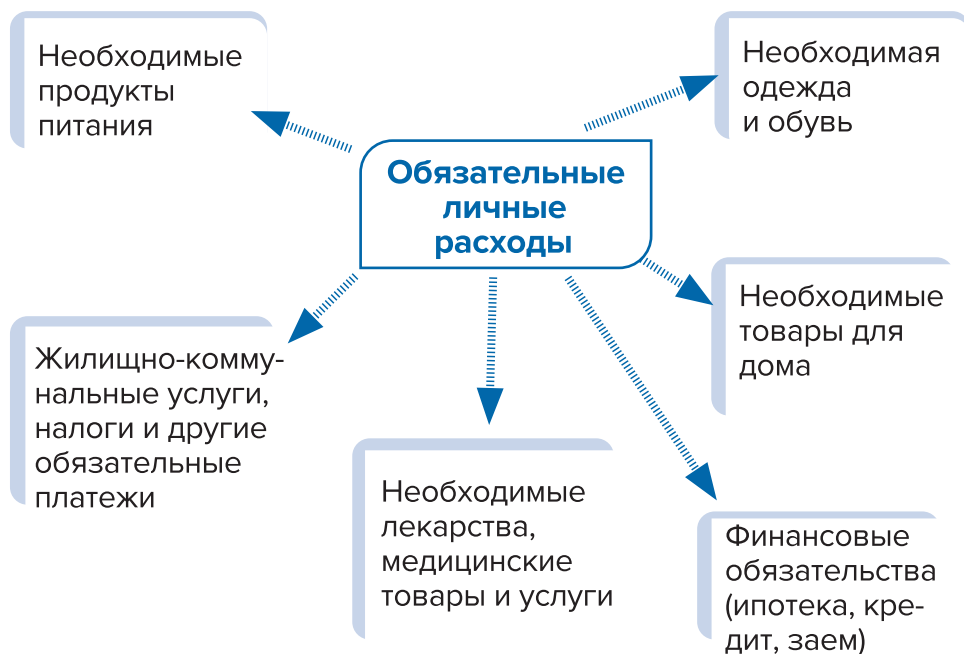 Необходимые
продукты
питания
Необходимая
одежда
и обувь
Обязательные
личные
расходы
Необходимые
товары для
дома
Жилищно-комму-
нальные услуги,
налоги и другие
обязательные
платежи
Необходимые
лекарства,
медицинские
товары и услуги
Финансовые
обязательства
(ипотека, кре-
дит, заем)